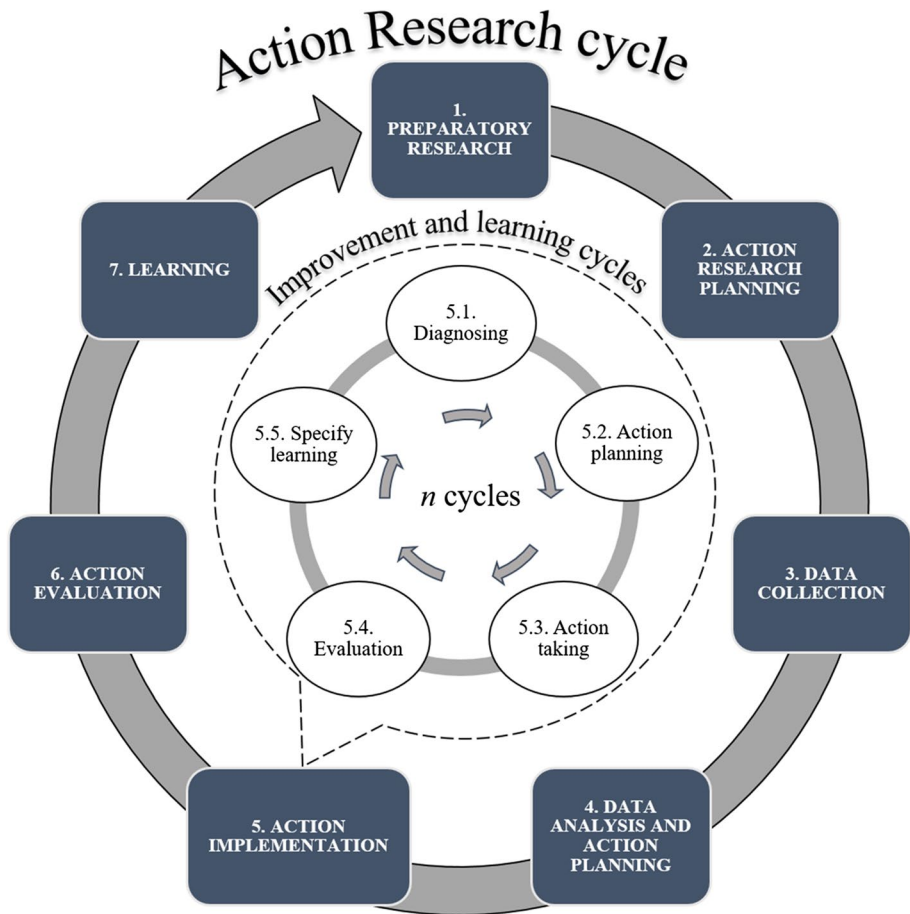 Action Research cycle
1.
PREPARATORY
RESEARCH
2. ACTION
RESEARCH
PLANNING
3. DATA
COLLECTION
4. DATA
ANALYSIS AND
ACTION
PLANNING
5. ACTION
IMPLEMENTATION
6. ACTION
EVALUATION
7. LEARNING
Improvement and learning cycles
5.1.
Diagnosing
5.2. Action
planning
5.3. Action
taking
5.4.
Evaluation
5.5. Specify
learning
n cycles